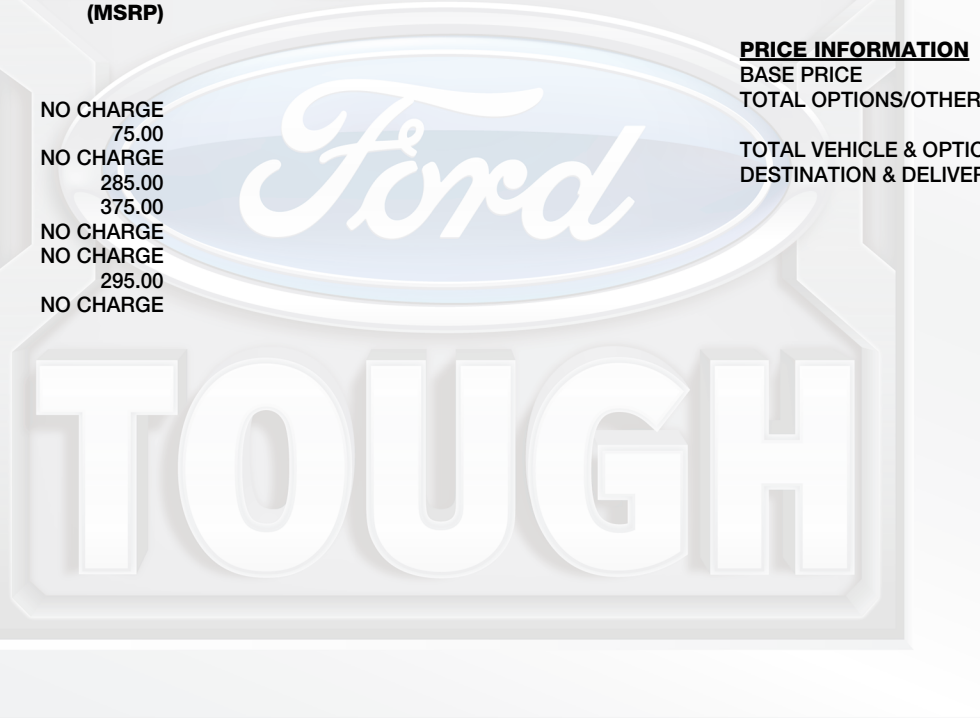 (MSRP)
NO CHARGE
75.00
NO CHARGE
285.00
375.00
NO CHARGE
NO CHARGE
295.00
NO CHARGE
PRICE INFORMATION
BASE PRICE
TOTAL OPTIONS/OTHER
TOTAL VEHICLE & OPTIO
DESTINATION & DELIVER
Ford
TOUGH